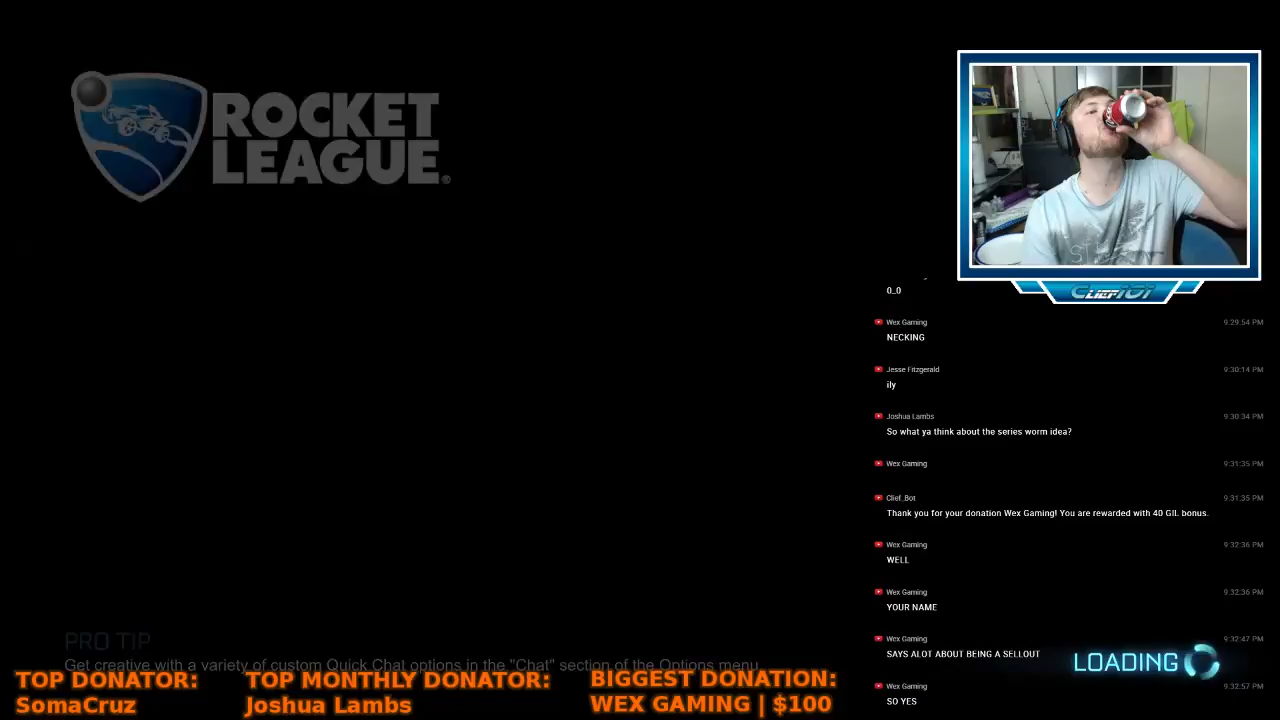 ROCKET
LEAGUE®
Clief101
0_0
Wex Gaming 9:29:54 PM
NECKING
Jesse Fitzgerald 9:30:14 PM
ily
Joshua Lambs 9:30:34 PM
So what ya think about the series worm idea?
Wex Gaming 9:31:35 PM
Clief_Bot 9:31:35 PM
Thank you for your donation Wex Gaming! You are rewarded with 40 GIL bonus.
Wex Gaming 9:32:36 PM
WELL
Wex Gaming 9:32:36 PM
YOUR NAME
Wex Gaming 9:32:47 PM
SAYS ALOT ABOUT BEING A SELLOUT
Wex Gaming 9:32:57 PM
SO YES
LOADING
PRO TIP
Get creative with a variety of custom Quick Chat options in the "Chat" section of the Options menu.
TOP DONATOR:
SomaCruz
TOP MONTHLY DONATOR:
Joshua Lambs
BIGGEST DONATION:
WEX GAMING | $100